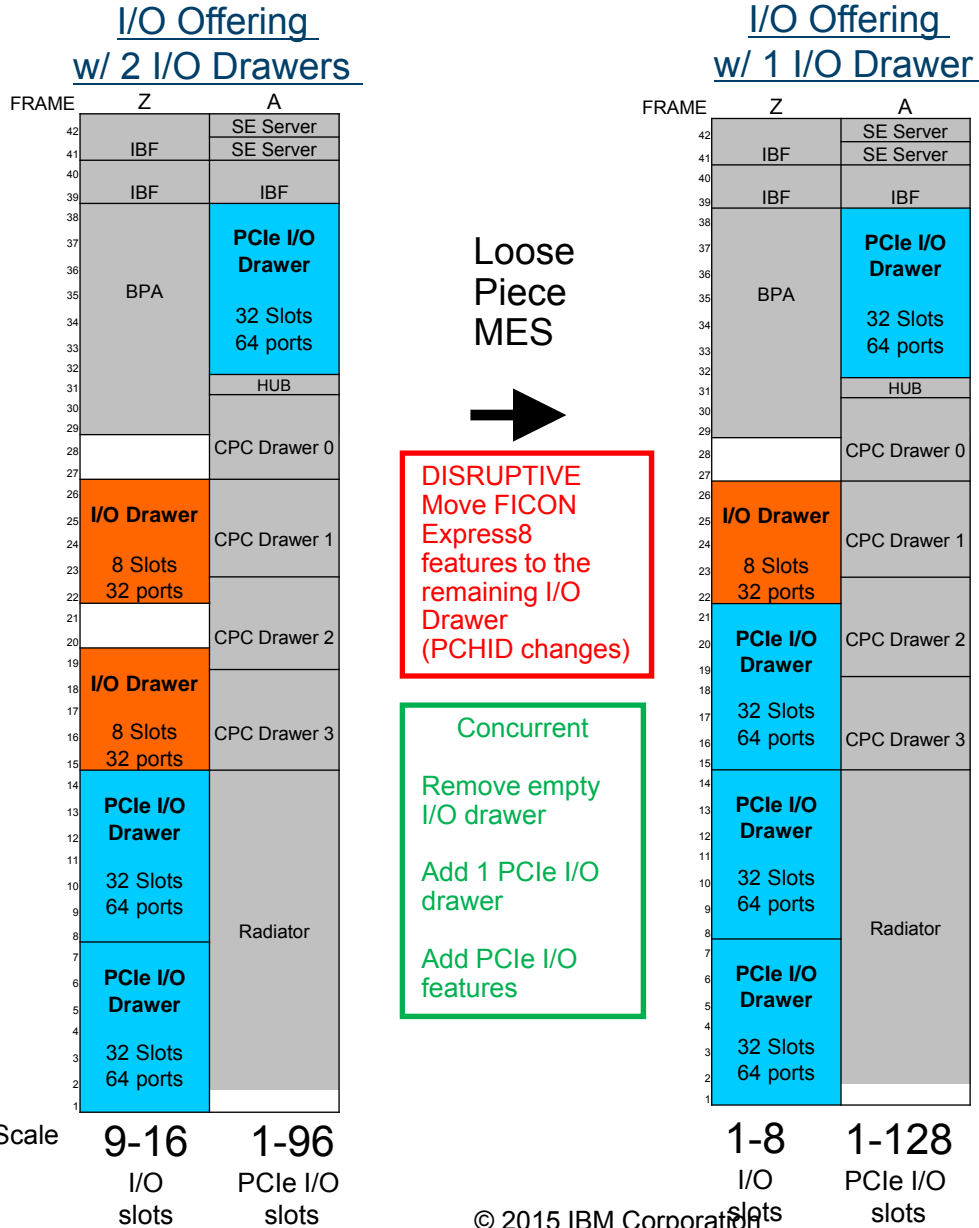 I/O Offering
w/ 2 I/O Drawers
FRAME Z A
42 SE Server
41 IBF SE Server
40
39 IBF IBF
38
37 PCIe I/O
36 Drawer
35 BPA
34 32 Slots
33 64 ports
32
31 HUB
30
29
28 CPC Drawer 0
27
26
25 I/O Drawer
24 CPC Drawer 1
23 8 Slots
22 32 ports
21
20 CPC Drawer 2
19
18 I/O Drawer
17
16 8 Slots CPC Drawer 3
15 32 ports
14
13 PCIe I/O
12 Drawer
11
10 32 Slots
9 64 ports
8 Radiator
7
6 PCIe I/O
5 Drawer
4
3 32 Slots
2 64 ports
1
Scale 9-16 1-96
I/O PCIe I/O
slots slots
Loose
Piece
MES
DISRUPTIVE
Move FICON
Express8
features to the
remaining I/O
Drawer
(PCHID changes)
Concurrent
Remove empty
I/O drawer
Add 1 PCIe I/O
drawer
Add PCIe I/O
features
I/O Offering
w/ 1 I/O Drawer
FRAME Z A
42 SE Server
41 IBF SE Server
40
39 IBF IBF
38
37 PCIe I/O
36 Drawer
35 BPA
34 32 Slots
33 64 ports
32
31 HUB
30
29
28 CPC Drawer 0
27
26
25 I/O Drawer
24 CPC Drawer 1
23 8 Slots
22 32 ports
21
20 PCIe I/O CPC Drawer 2
19 Drawer
18
17 32 Slots
16 64 ports CPC Drawer 3
15
14
13 PCIe I/O
12 Drawer
11
10 32 Slots
9 64 ports
8 Radiator
7
6 PCIe I/O
5 Drawer
4
3 32 Slots
2 64 ports
1
1-8 1-128
I/O PCIe I/O
slots slots
© 2015 IBM Corporation